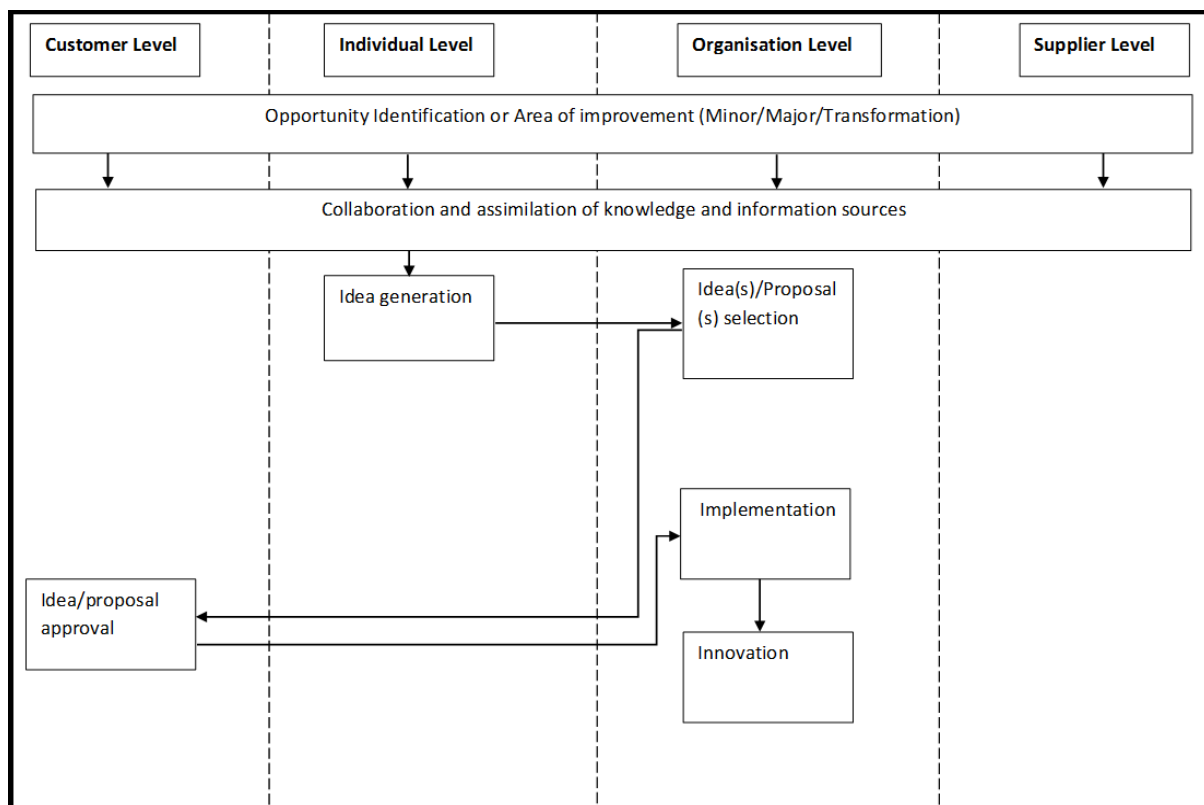 Customer Level
Individual Level
Organisation Level
Supplier Level
Opportunity Identification or Area of improvement (Minor/Major/Transformation)
Collaboration and assimilation of knowledge and information sources
Idea generation
Idea(s)/Proposal
(s) selection
Implementation
Idea/proposal
approval
Innovation